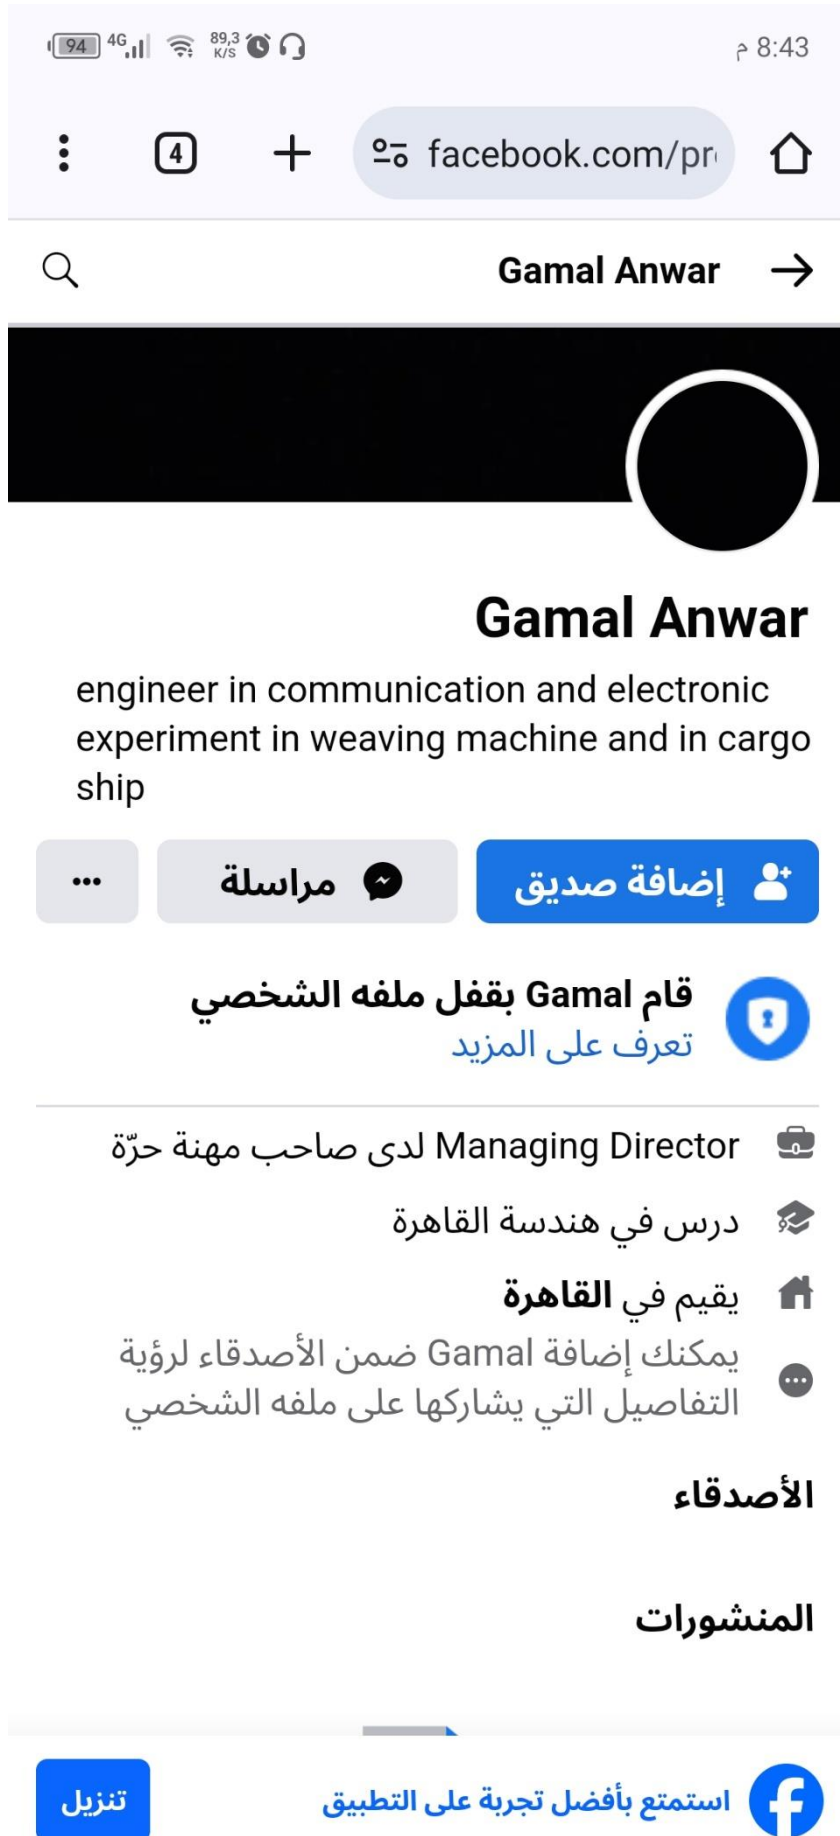 94 4G 89,3 K/S 8:43 م
4 facebook.com/pr
Gamal Anwar
Gamal Anwar
engineer in communication and electronic
experiment in weaving machine and in cargo
ship
إضافة صديق
مراسلة
قام Gamal بقفل ملفه الشخصي
تعرف على المزيد
Managing Director لدى صاحب مهنة حرّة
درس في هندسة القاهرة
يقيم في القاهرة
يمكنك إضافة Gamal ضمن الأصدقاء لرؤية
التفاصيل التي يشاركها على ملفه الشخصي
الأصدقاء
المنشورات
استمتع بأفضل تجربة على التطبيق
تنزيل